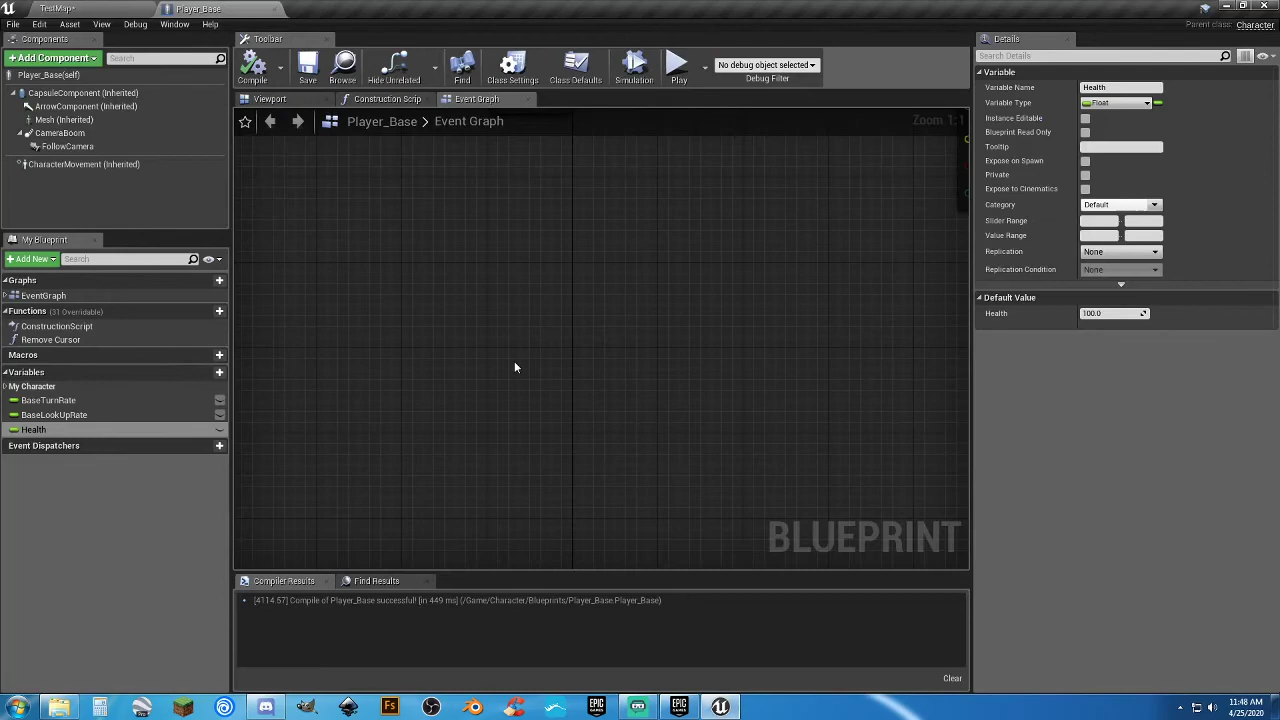 TestMap*
Player_Base
File Edit Asset View Debug Window Help
Parent class: Character
Components
+Add Component
Search
Player_Base(self)
CapsuleComponent (Inherited)
ArrowComponent (Inherited)
Mesh (Inherited)
CameraBoom
FollowCamera
CharacterMovement (Inherited)
My Blueprint
+Add New
Search
Graphs
EventGraph
Functions (31 Overridable)
ConstructionScript
Remove Cursor
Macros
Variables
My Character
BaseTurnRate
BaseLookUpRate
Health
Event Dispatchers
Toolbar
Compile Save Browse Hide Unrelated Find Class Settings Class Defaults Simulation Play
No debug object selected
Debug Filter
Viewport Construction Scrip Event Graph
Player_Base > Event Graph
Zoom 1:1
BLUEPRINT
Compiler Results Find Results
[4114.57] Compile of Player_Base successful! [in 449 ms] (/Game/Character/Blueprints/Player_Base.Player_Base)
Clear
Details
Search Details
Variable
Variable Name Health
Variable Type Float
Instance Editable
Blueprint Read Only
Tooltip
Expose on Spawn
Private
Expose to Cinematics
Category Default
Slider Range
Value Range
Replication None
Replication Condition None
Default Value
Health 100.0
Pro
Fs
EPIC GAMES
EPIC GAMES
11:48 AM
4/25/2020